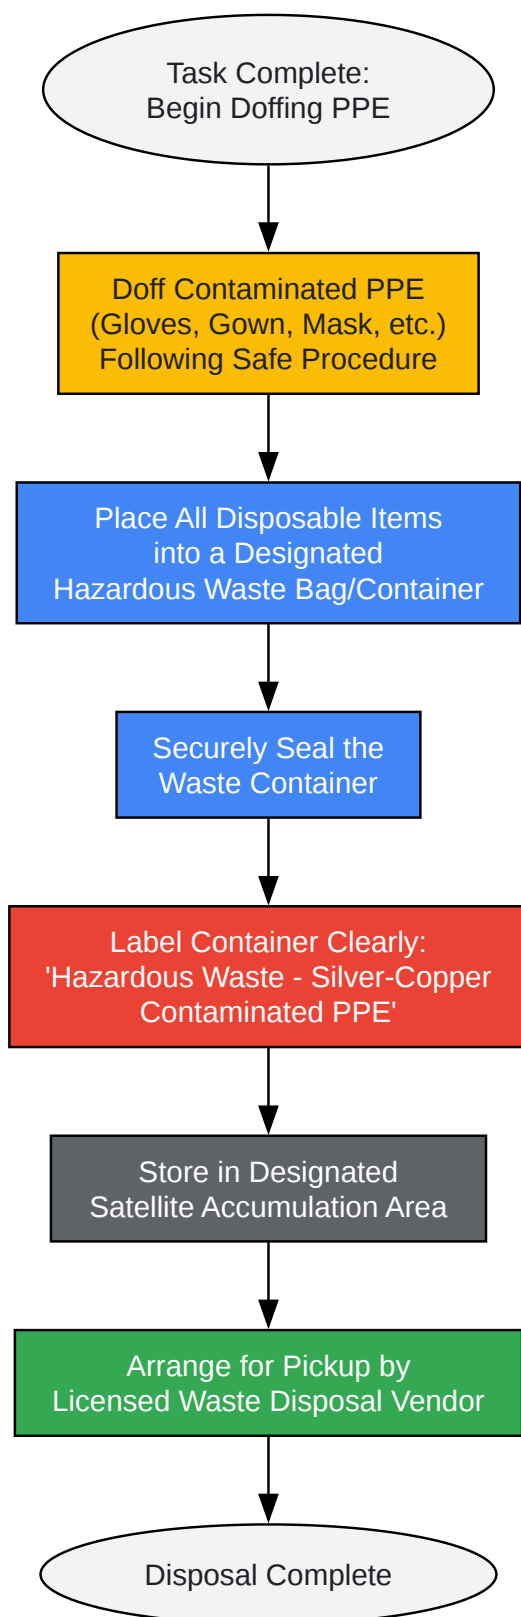 Task Complete:
Begin Doffing PPE
Doff Contaminated PPE
(Gloves, Gown, Mask, etc.)
Following Safe Procedure
Place All Disposable Items
into a Designated
Hazardous Waste Bag/Container
Securely Seal the
Waste Container
Label Container Clearly:
'Hazardous Waste - Silver-Copper
Contaminated PPE'
Store in Designated
Satellite Accumulation Area
Arrange for Pickup by
Licensed Waste Disposal Vendor
Disposal Complete